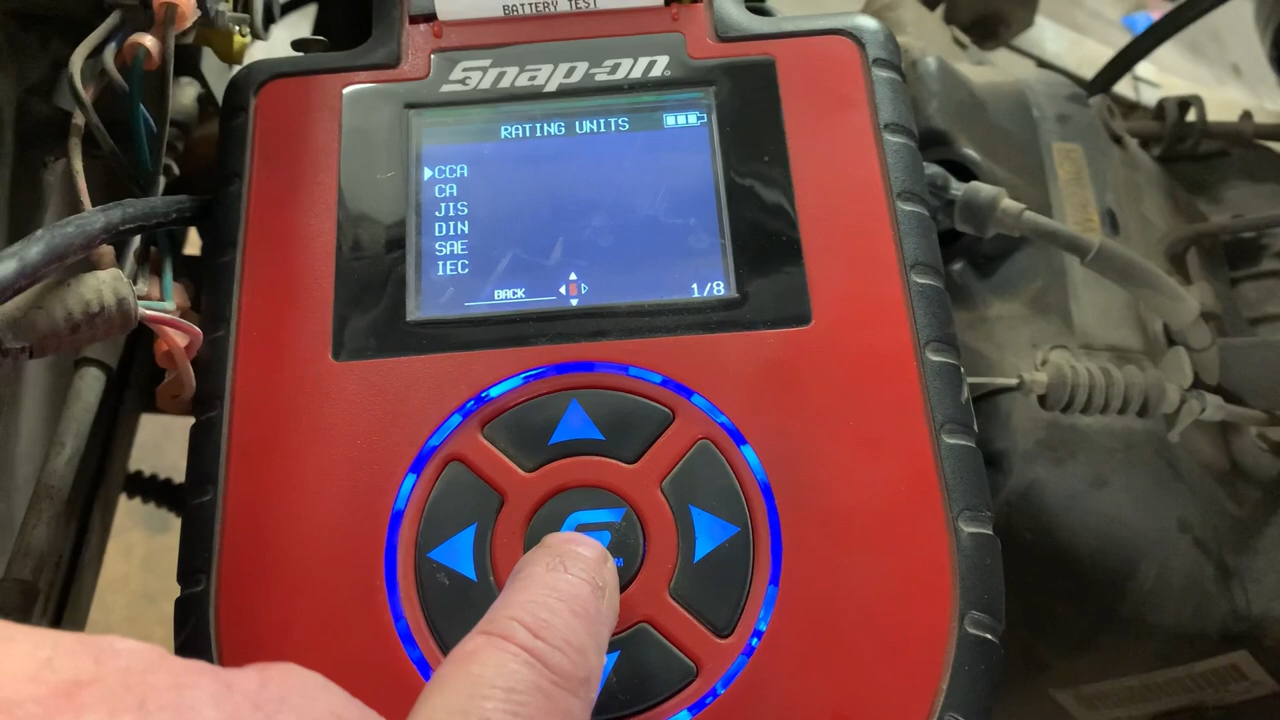 BATTERY TEST
Snap-on
RATING UNITS
CCA
CA
JIS
DIN
SAE
IEC
BACK
1/8